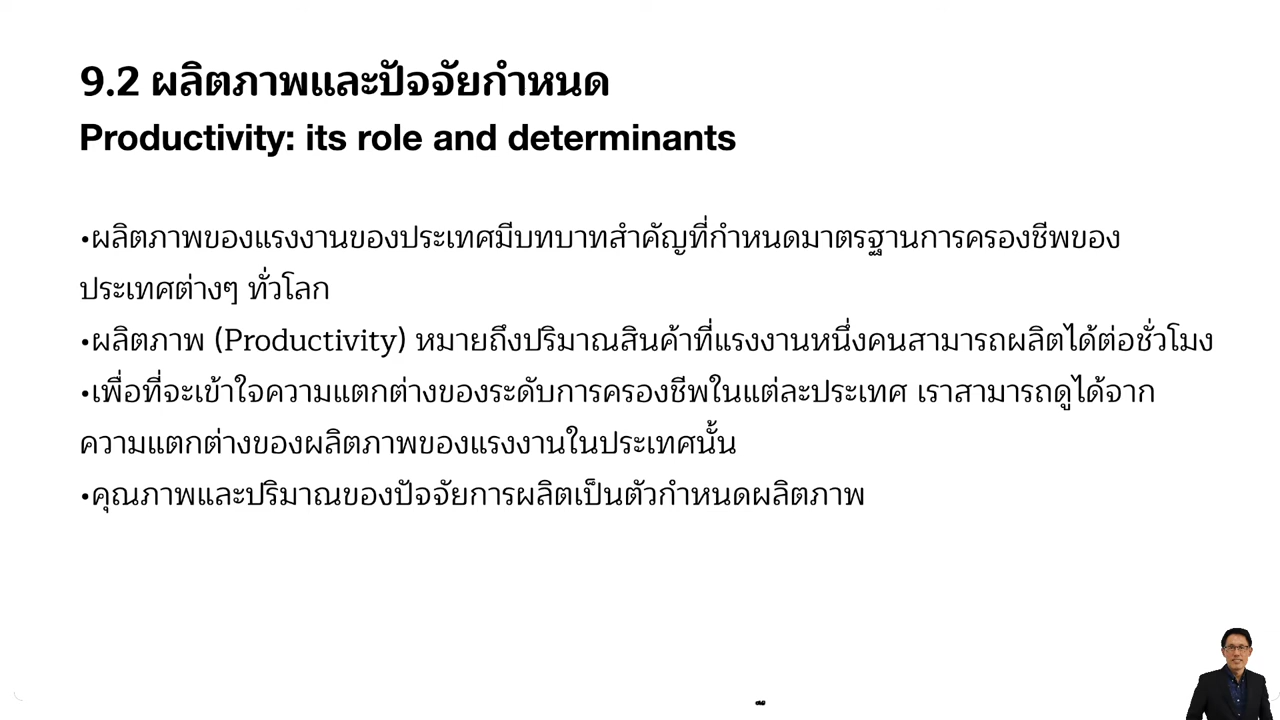 9.2 ผลิตภาพและปัจจัยกำหนด
Productivity: its role and determinants
•ผลิตภาพของแรงงานของประเทศมีบทบาทสำคัญที่กำหนดมาตรฐานการครองชีพของ
ประเทศต่างๆ ทั่วโลก
•ผลิตภาพ (Productivity) หมายถึงปริมาณสินค้าที่แรงงานหนึ่งคนสามารถผลิตได้ต่อชั่วโมง
•เพื่อที่จะเข้าใจความแตกต่างของระดับการครองชีพในแต่ละประเทศ เราสามารถดูได้จาก
ความแตกต่างของผลิตภาพของแรงงานในประเทศนั้น
•คุณภาพและปริมาณของปัจจัยการผลิตเป็นตัวกำหนดผลิตภาพ